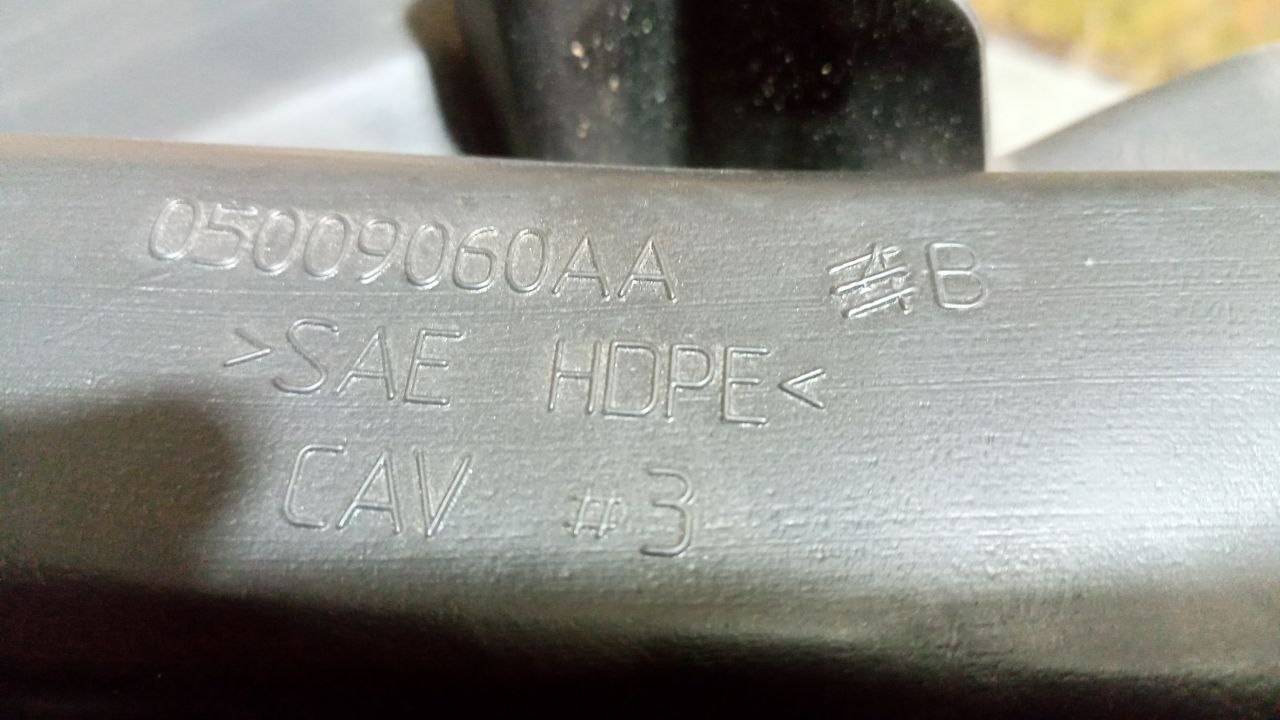 05009060AA B
>SAE HDPE<
CAV #3